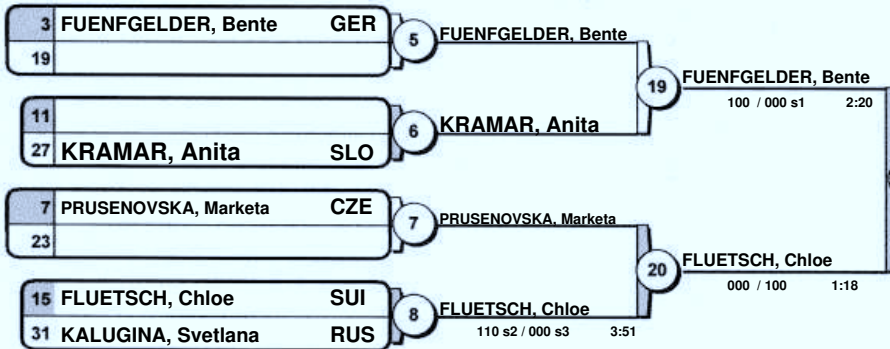 3 FUENFGELDER, Bente GER
19
5
FUENFGELDER, Bente
11
27 KRAMAR, Anita SLO
6
KRAMAR, Anita
19
FUENFGELDER, Bente
100 / 000 s1 2:20
7 PRUSENOVSKA, Marketa CZE
23
7
PRUSENOVSKA, Marketa
15 FLUETSCH, Chloe SUI
31 KALUGINA, Svetlana RUS
8
FLUETSCH, Chloe
110 s2 / 000 s3 3:51
20
FLUETSCH, Chloe
000 / 100 1:18